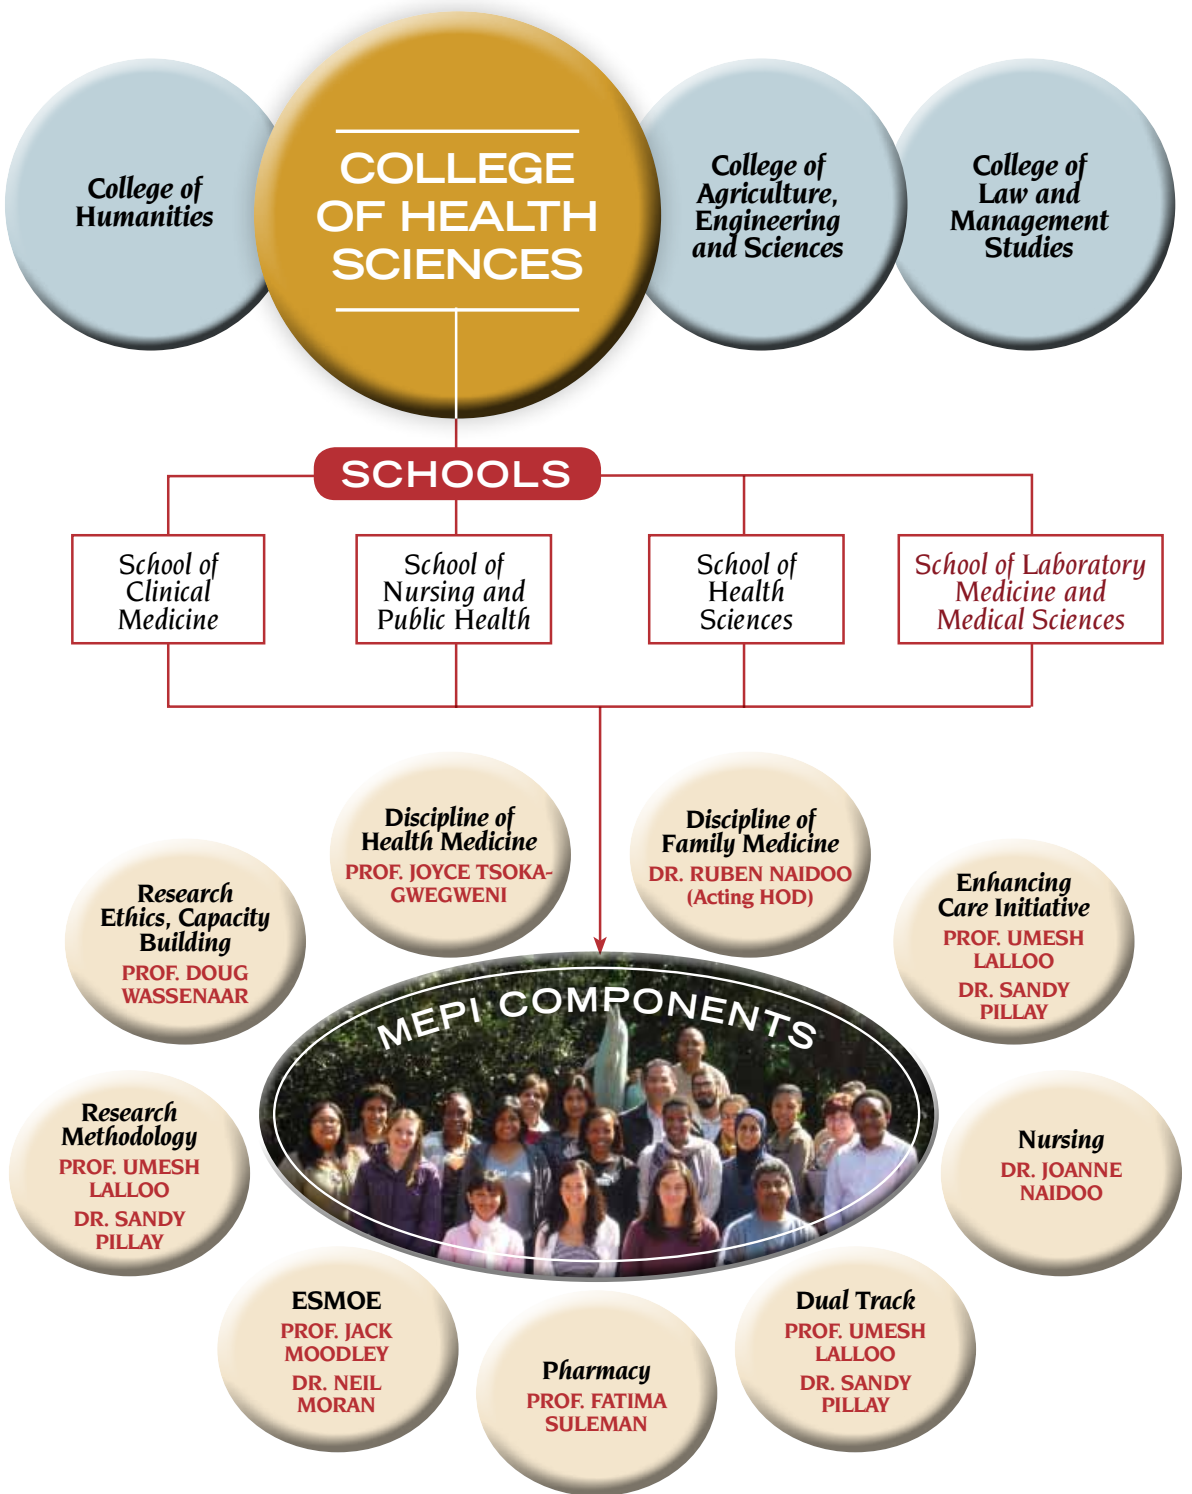 College of
Humanities
COLLEGE
OF HEALTH
SCIENCES
College of
Agriculture,
Engineering
and Sciences
College of
Law and
Management
Studies
SCHOOLS
School of
Clinical
Medicine
School of
Nursing and
Public Health
School of
Health
Sciences
School of Laboratory
Medicine and
Medical Sciences
Discipline of
Health Medicine
PROF. JOYCE TSOKA-
GWEGWENI
Discipline of
Family Medicine
DR. RUBEN NAIDOO
(Acting HOD)
Research
Ethics, Capacity
Building
PROF. DOUG
WASSENAAR
Enhancing
Care Initiative
PROF. UMESH
LALLOO
DR. SANDY
PILLAY
MEPI COMPONENTS
Research
Methodology
PROF. UMESH
LALLOO
DR. SANDY
PILLAY
Nursing
DR. JOANNE
NAIDOO
ESMOE
PROF. JACK
MOODLEY
DR. NEIL
MORAN
Pharmacy
PROF. FATIMA
SULEMAN
Dual Track
PROF. UMESH
LALLOO
DR. SANDY
PILLAY